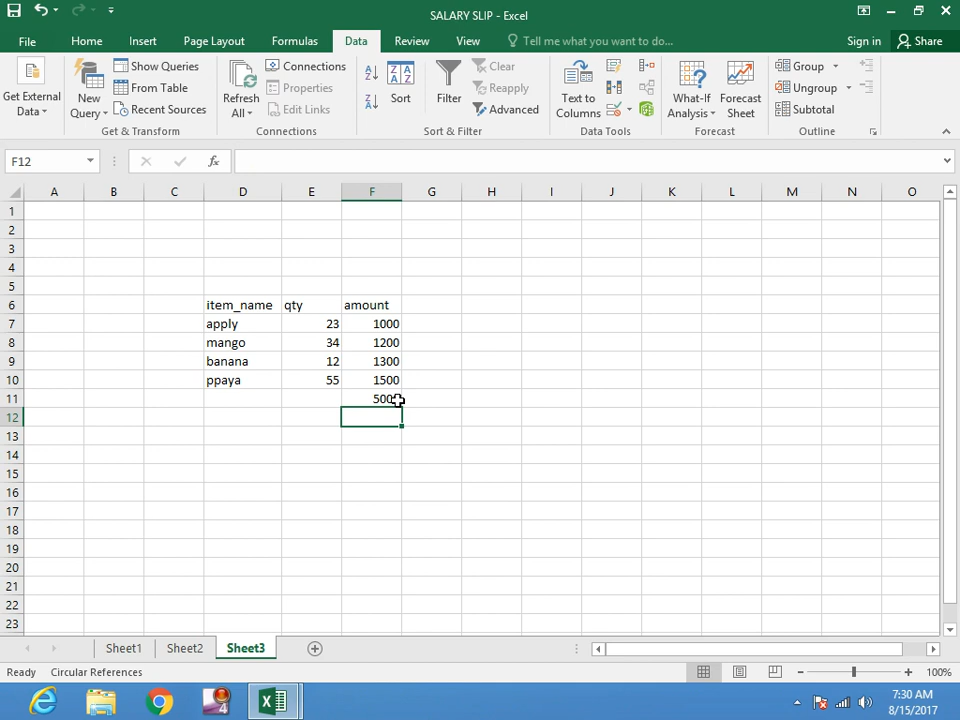 SALARY SLIP - Excel
File Home Insert Page Layout Formulas Data Review View Tell me what you want to do... Sign in Share
Get External Data
New Query
Show Queries
From Table
Recent Sources
Get & Transform
Refresh All
Connections
Properties
Edit Links
Connections
Sort
Filter
Clear
Reapply
Advanced
Sort & Filter
Text to Columns
Data Tools
What-If Analysis
Forecast Sheet
Forecast
Group
Ungroup
Subtotal
Outline
F12
fx
A B C D E F G H I J K L M N O
1
2
3
4
5
6 item_name qty amount
7 apply 23 1000
8 mango 34 1200
9 banana 12 1300
10 ppaya 55 1500
11
12
13
14
15
16
17
18
19
20
21
22
23
Sheet1 Sheet2 Sheet3
Ready Circular References 100%
7:30 AM
8/15/2017